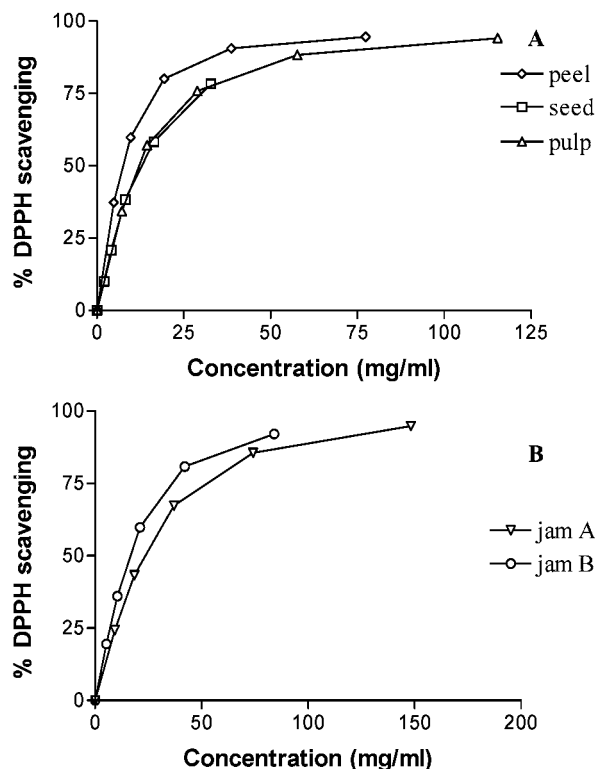 100
75
50
25
0
% DPPH scavenging
A
peel
seed
pulp
0 25 50 75 100 125
Concentration (mg/ml)
100
75
50
25
0
% DPPH scavenging
B
jam A
jam B
0 50 100 150 200
Concentration (mg/ml)